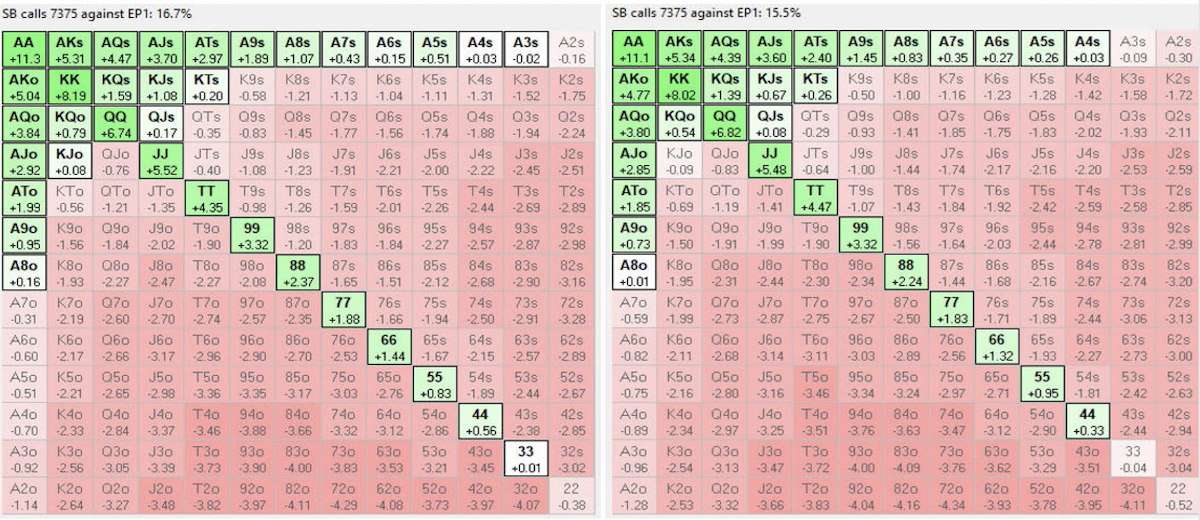 SB calls 7375 against EP1: 16.7%
AA AKs AQs AJs ATs A9s A8s A7s A6s A5s A4s A3s A2s
+11.3 +5.31 +4.47 +3.70 +2.97 +1.89 +1.07 +0.43 +0.15 +0.51 +0.03 -0.02 -0.16
AKo KK KQs KJs KTs K9s K8s K7s K6s K5s K4s K3s K2s
+5.04 +8.19 +1.59 +1.08 +0.20 -0.58 -1.21 -1.13 -1.04 -1.11 -1.31 -1.52 -1.75
AQo KQo QQ QJs QTs Q9s Q8s Q7s Q6s Q5s Q4s Q3s Q2s
+3.84 +0.79 +6.74 +0.17 -0.35 -0.83 -1.45 -1.77 -1.56 -1.74 -1.88 -1.94 -2.24
AJo KJo QJo JJ JTs J9s J8s J7s J6s J5s J4s J3s J2s
+2.92 +0.08 -0.76 +5.52 -0.40 -1.08 -1.23 -1.91 -2.21 -2.00 -2.22 -2.45 -2.51
ATo KTo QTo JTo TT T9s T8s T7s T6s T5s T4s T3s T2s
+1.99 -0.56 -1.21 -1.35 +4.35 -0.98 -1.26 -1.59 -2.01 -2.26 -2.44 -2.69 -2.89
A9o K9o Q9o J9o T9o 99 98s 97s 96s 95s 94s 93s 92s
+0.95 -1.56 -1.84 -2.02 -1.90 +3.32 -1.20 -1.83 -1.84 -2.27 -2.57 -2.87 -2.98
A8o K8o Q8o J8o T8o 98o 88 87s 86s 85s 84s 83s 82s
+0.16 -1.93 -2.27 -2.47 -2.27 -2.08 +2.37 -1.65 -1.51 -2.12 -2.68 -2.90 -3.16
A7o K7o Q7o J7o T7o 97o 87o 77 76s 75s 74s 73s 72s
-0.31 -2.19 -2.60 -2.70 -2.74 -2.57 -2.35 +1.88 -1.66 -1.94 -2.50 -2.91 -3.28
A6o K6o Q6o J6o T6o 96o 86o 76o 66 65s 64s 63s 62s
-0.60 -2.17 -2.66 -3.17 -2.96 -2.90 -2.70 -2.53 +1.44 -1.67 -2.15 -2.57 -2.89
A5o K5o Q5o J5o T5o 95o 85o 75o 65o 55 54s 53s 52s
-0.51 -2.21 -2.65 -2.98 -3.36 -3.35 -3.17 -3.03 -2.76 +0.83 -1.89 -2.44 -2.67
A4o K4o Q4o J4o T4o 94o 84o 74o 64o 54o 44 43s 42s
-0.70 -2.33 -2.84 -3.37 -3.46 -3.88 -3.66 -3.32 -3.12 -2.86 +0.56 -2.38 -2.85
A3o K3o Q3o J3o T3o 93o 83o 73o 63o 53o 43o 33 32s
-0.92 -2.56 -3.05 -3.39 -3.73 -3.90 -4.00 -3.83 -3.53 -3.21 -3.45 +0.01 -3.02
A2o K2o Q2o J2o T2o 92o 82o 72o 62o 52o 42o 32o 22
-1.14 -2.64 -3.27 -3.48 -3.82 -3.97 -4.11 -4.29 -4.08 -3.73 -3.97 -4.07 -0.38
SB calls 7375 against EP1: 15.5%
AA AKs AQs AJs ATs A9s A8s A7s A6s A5s A4s A3s A2s
+11.1 +5.34 +4.39 +3.60 +2.40 +1.45 +0.83 +0.35 +0.27 +0.26 +0.03 -0.09 -0.30
AKo KK KQs KJs KTs K9s K8s K7s K6s K5s K4s K3s K2s
+4.77 +8.02 +1.39 +0.67 +0.26 -0.50 -1.00 -1.16 -1.23 -1.28 -1.42 -1.58 -1.72
AQo KQo QQ QJs QTs Q9s Q8s Q7s Q6s Q5s Q4s Q3s Q2s
+3.80 +0.54 +6.82 +0.08 -0.29 -0.93 -1.41 -1.85 -1.75 -1.83 -2.02 -1.93 -2.11
AJo KJo QJo JJ JTs J9s J8s J7s J6s J5s J4s J3s J2s
+2.85 -0.09 -0.83 +5.48 -0.64 -1.00 -1.44 -1.74 -2.17 -2.16 -2.20 -2.53 -2.59
ATo KTo QTo JTo TT T9s T8s T7s T6s T5s T4s T3s T2s
+1.85 -0.69 -1.19 -1.41 +4.47 -1.07 -1.34 -1.84 -1.92 -2.42 -2.59 -2.58 -2.85
A9o K9o Q9o J9o T9o 99 98s 97s 96s 95s 94s 93s 92s
+0.73 -1.50 -1.91 -1.99 -1.90 +3.32 -1.56 -1.64 -2.03 -2.44 -2.78 -2.81 -2.99
A8o K8o Q8o J8o T8o 98o 88 87s 86s 85s 84s 83s 82s
+0.01 -1.95 -2.31 -2.44 -2.30 -2.34 +2.24 -1.44 -1.68 -2.16 -2.67 -2.74 -3.20
A7o K7o Q7o J7o T7o 97o 87o 77 76s 75s 74s 73s 72s
-0.59 -1.99 -2.73 -2.87 -2.75 -2.67 -2.50 +1.83 -1.71 -1.89 -2.44 -3.06 -3.13
A6o K6o Q6o J6o T6o 96o 86o 76o 66 65s 64s 63s 62s
-0.82 -2.11 -2.68 -3.14 -3.11 -3.03 -2.89 -2.56 +1.32 -1.93 -2.27 -2.73 -3.00
A5o K5o Q5o J5o T5o 95o 85o 75o 65o 55 54s 53s 52s
-0.75 -2.16 -2.80 -3.16 -3.46 -3.34 -3.24 -2.97 -2.71 +0.95 -1.81 -2.42 -2.63
A4o K4o Q4o J4o T4o 94o 84o 74o 64o 54o 44 43s 42s
-0.89 -2.34 -2.97 -3.25 -3.51 -3.76 -3.63 -3.47 -3.12 -2.90 +0.33 -2.44 -2.94
A3o K3o Q3o J3o T3o 93o 83o 73o 63o 53o 43o 33 32s
-0.96 -2.54 -3.13 -3.47 -3.72 -4.00 -4.09 -3.76 -3.62 -3.29 -3.51 -0.04 -3.04
A2o K2o Q2o J2o T2o 92o 82o 72o 62o 52o 42o 32o 22
-1.28 -2.53 -3.32 -3.66 -3.83 -4.04 -4.16 -4.34 -3.93 -3.78 -3.95 -4.11 -0.52